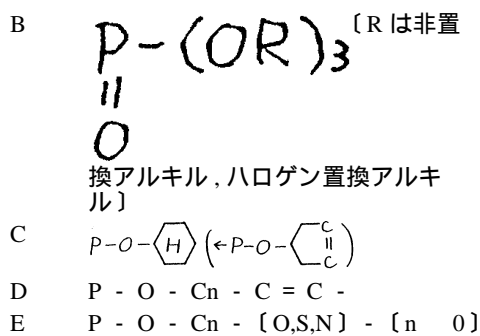 B P-(OR)3 〔R は非置
||
O
換アルキル , ハロゲン置換アルキ
ル〕
C P-O-H (←P-O-C=C)
D P - O - Cn - C = C -
E P - O - Cn - 〔O,S,N〕 - 〔n 0〕